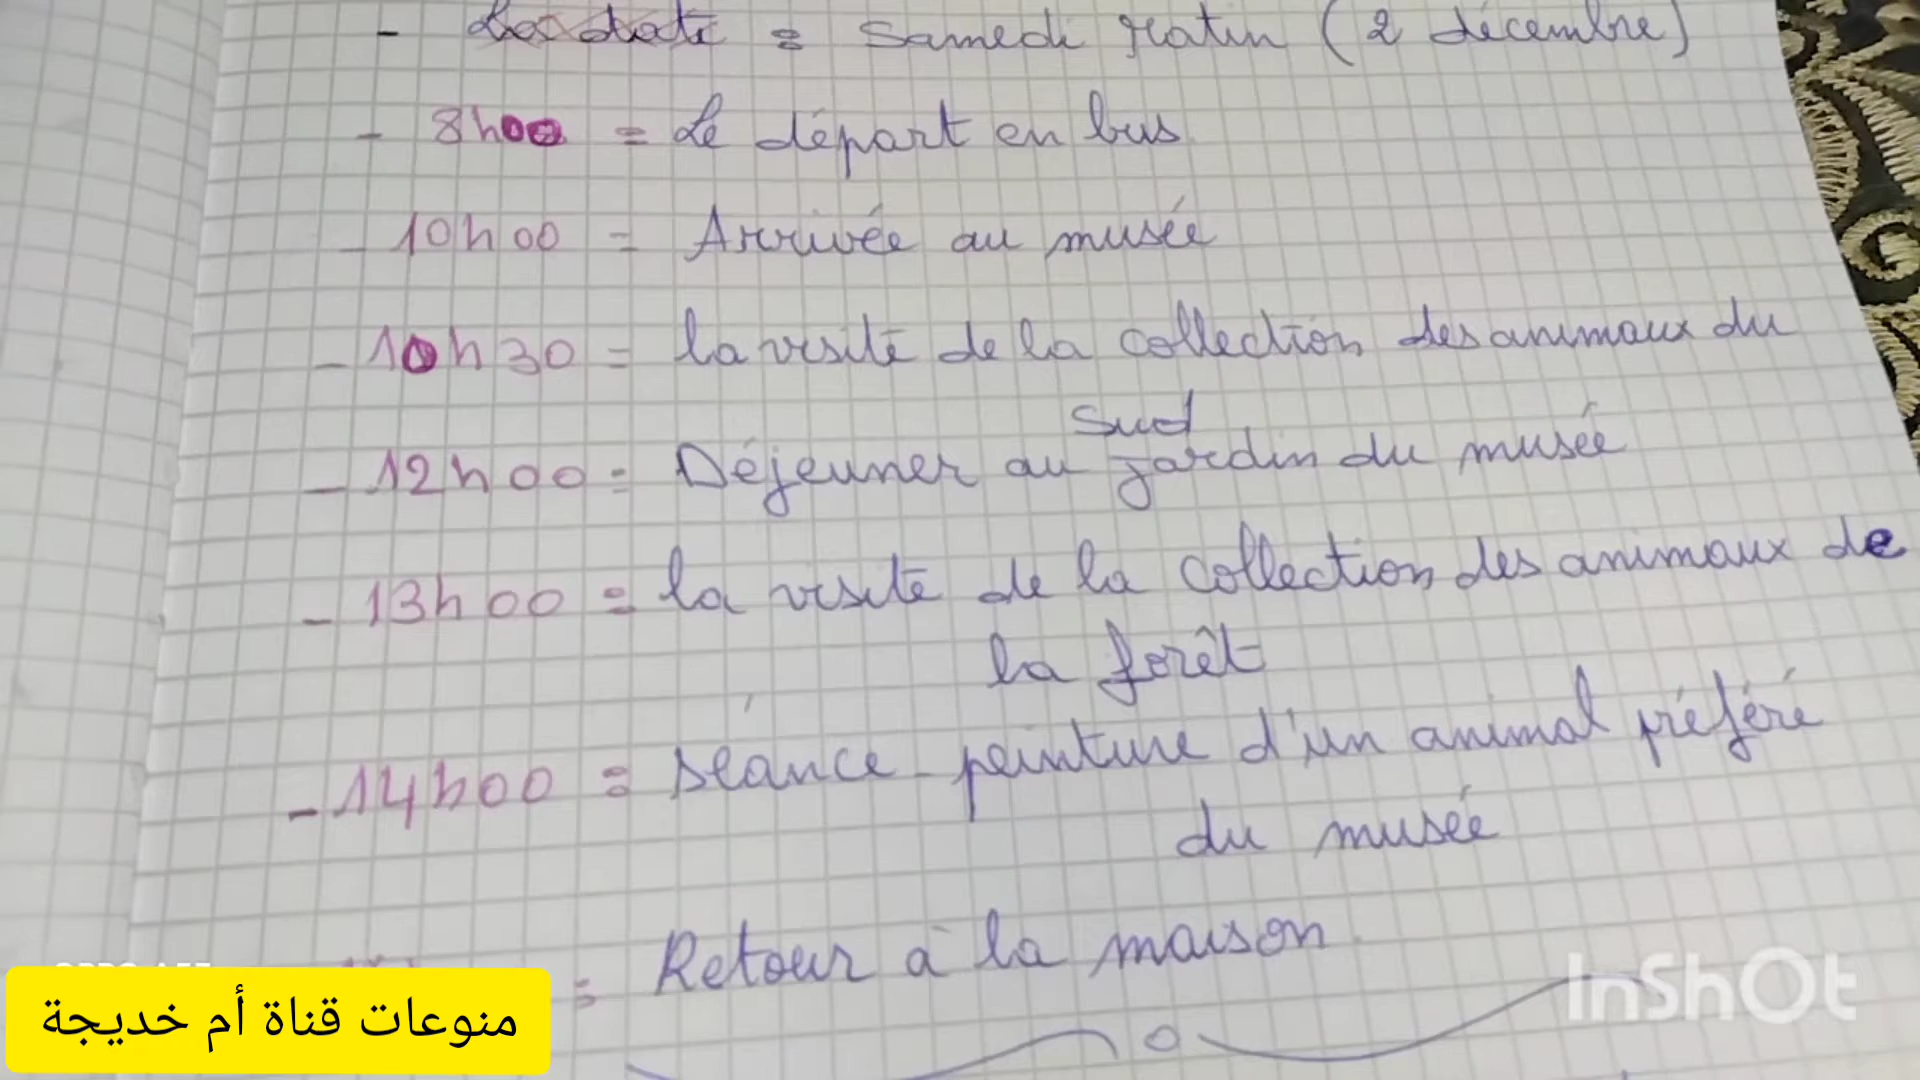 - = Samedi Matin (2 décembre)
- 8h00 = Le départ en bus
- 10h00 = Arrivée au musée
- 10h30 = la visite de la collection des animaux du
Sud
- 12h00 = Déjeuner au jardin du musée
- 13h00 = la visite de la collection des animaux de
la forêt
- 14h00 = séance peinture d'un animal préféré
du musée
= Retour à la maison
منوعات قناة أم خديجة
InShOt